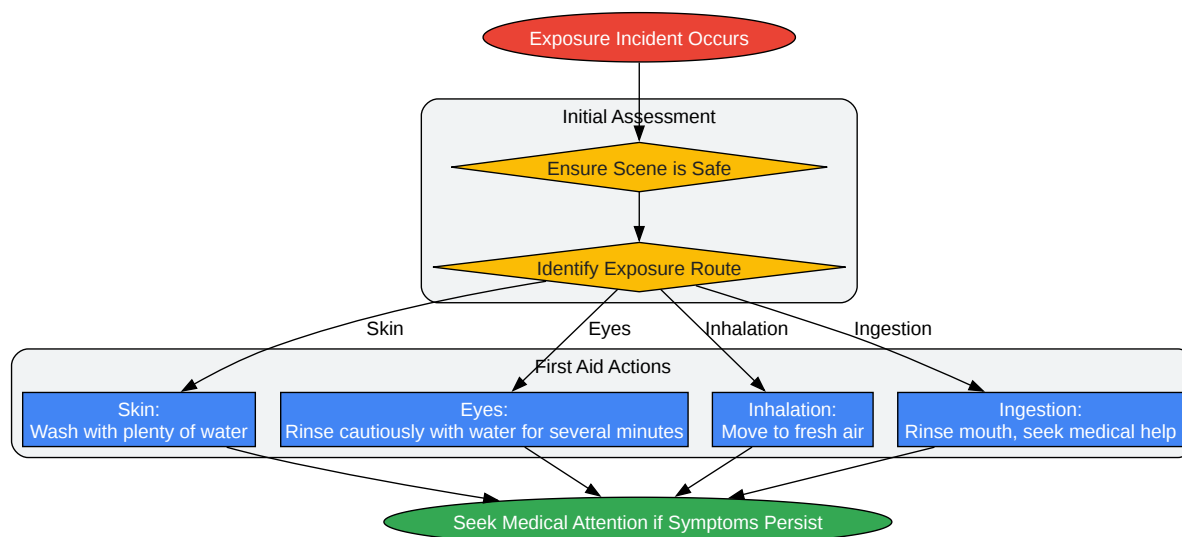 Exposure Incident Occurs
Initial Assessment
Ensure Scene is Safe
Identify Exposure Route
Skin
Eyes
Inhalation
Ingestion
First Aid Actions
Skin:
Wash with plenty of water
Eyes:
Rinse cautiously with water for several minutes
Inhalation:
Move to fresh air
Ingestion:
Rinse mouth, seek medical help
Seek Medical Attention if Symptoms Persist